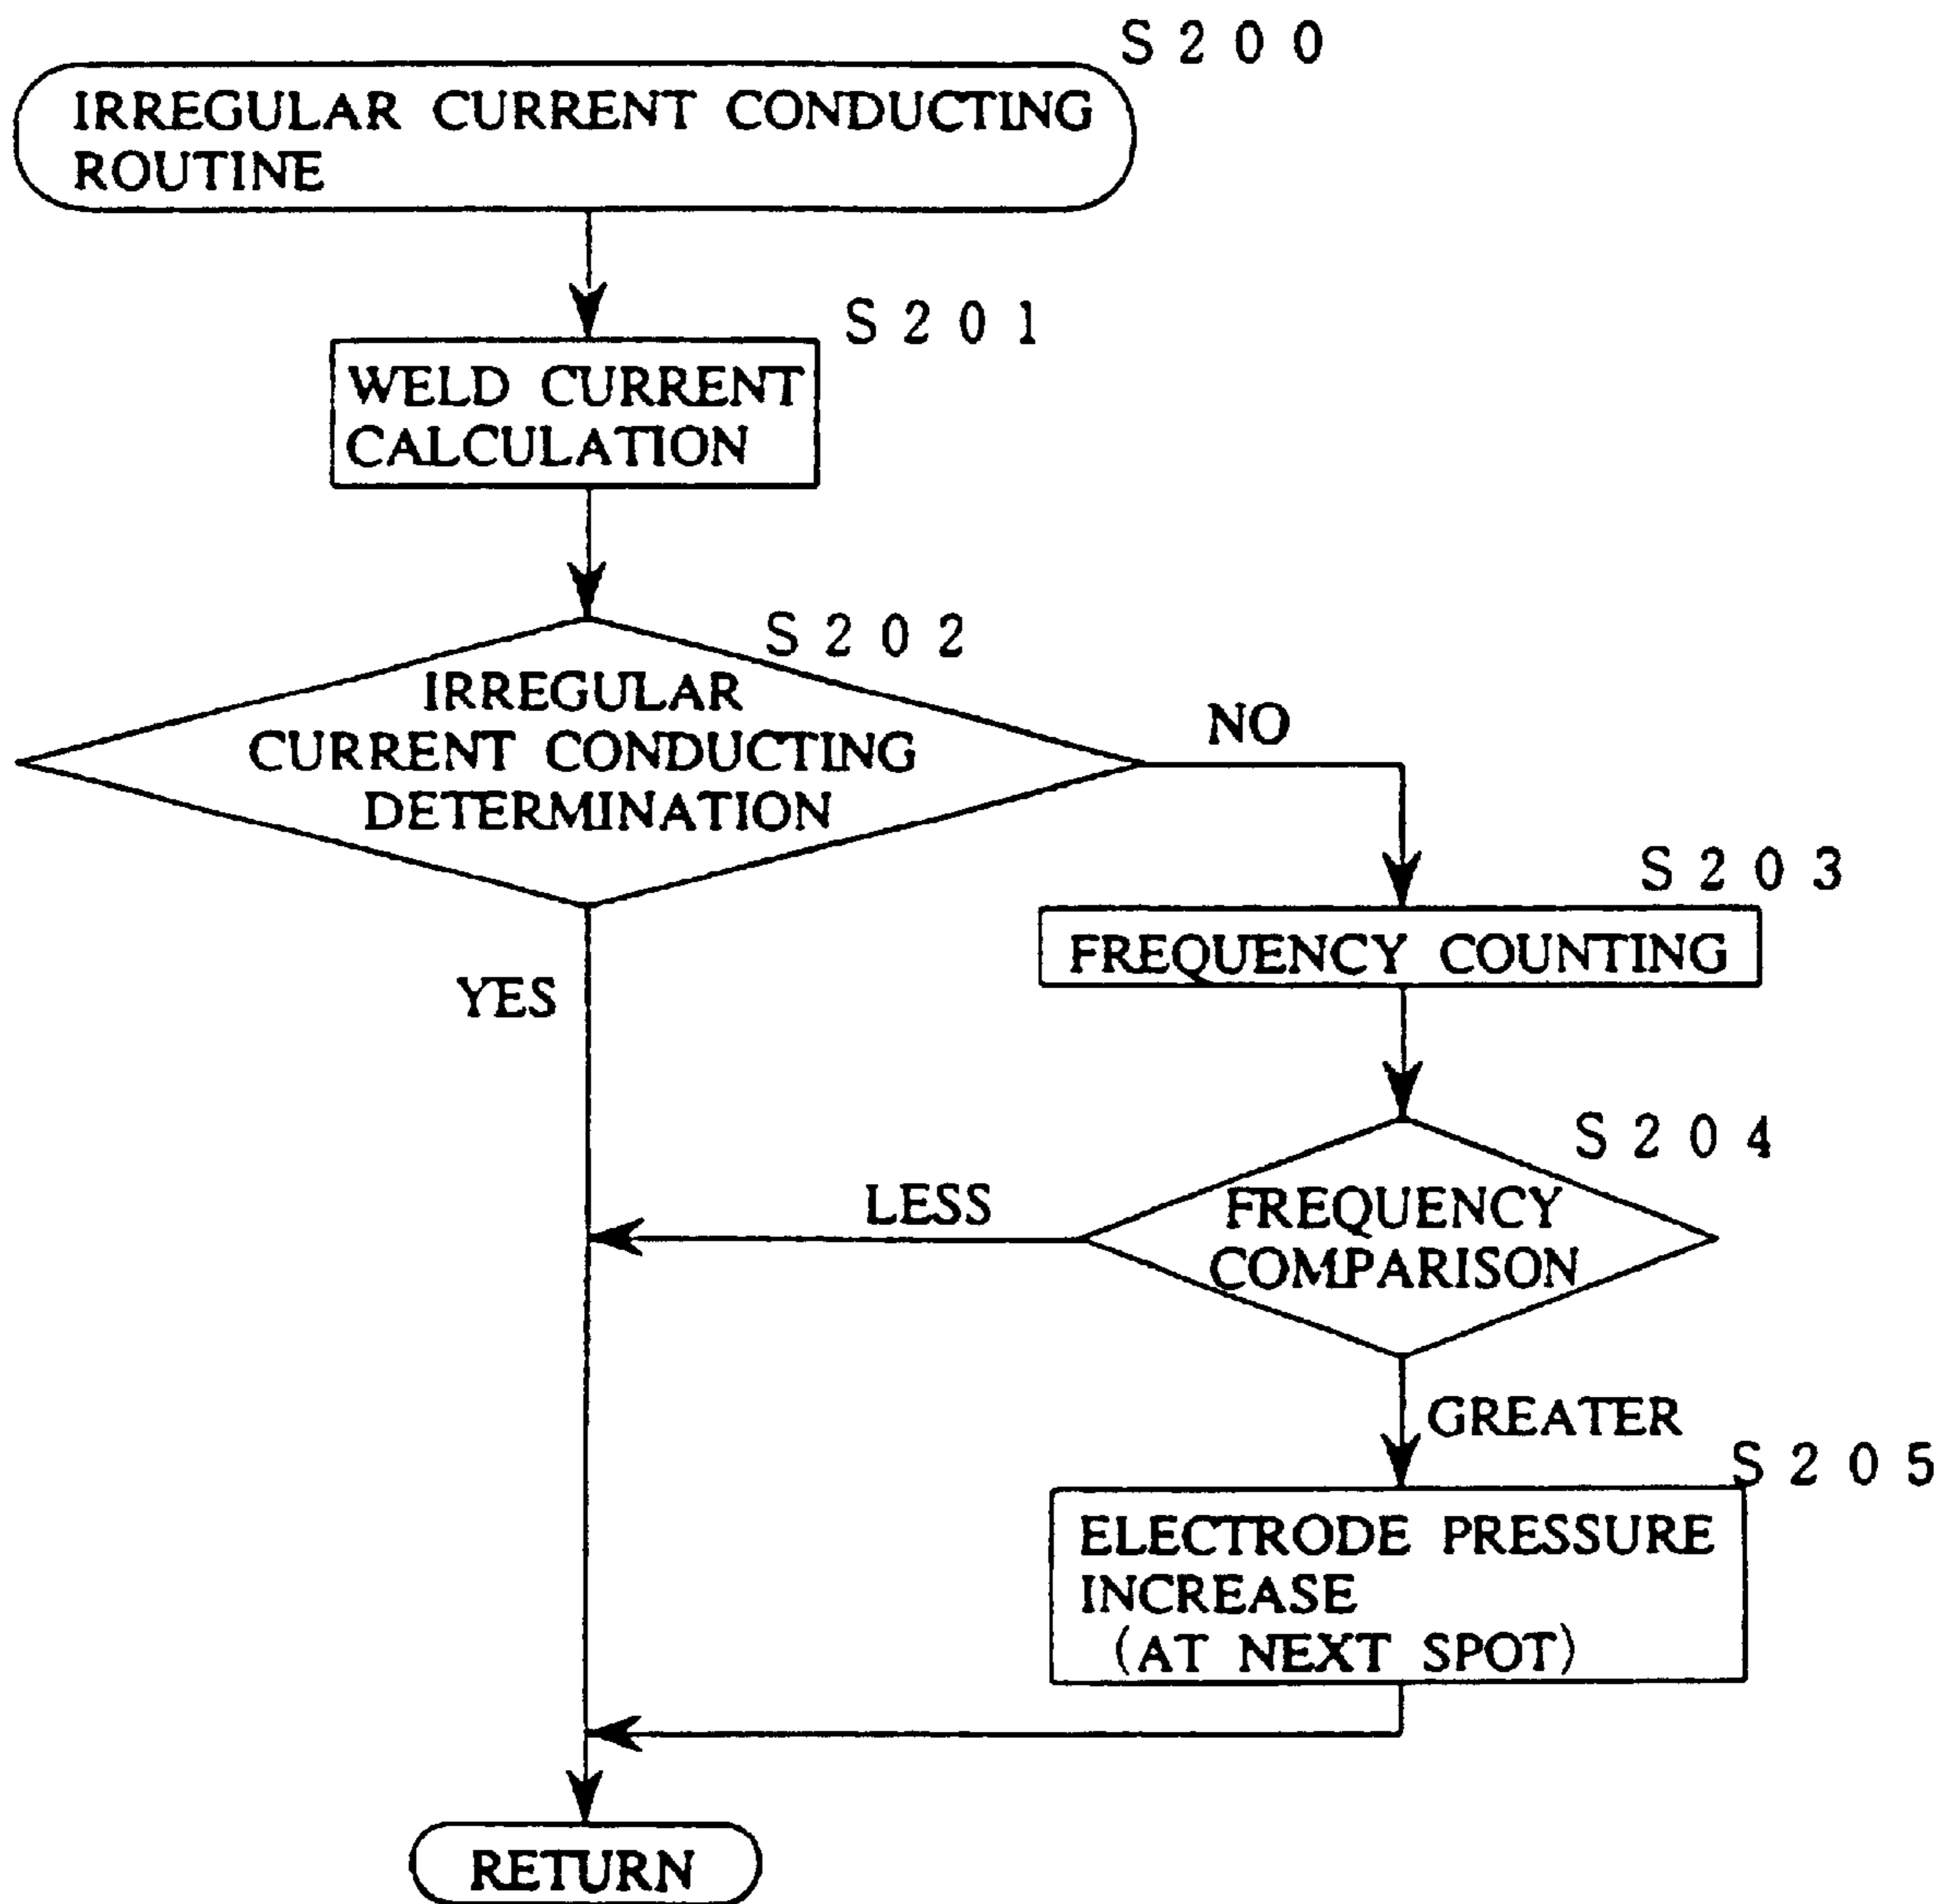 S200
IRREGULAR CURRENT CONDUCTING
ROUTINE
S201
WELD CURRENT
CALCULATION
S202
IRREGULAR
CURRENT CONDUCTING
DETERMINATION
NO
YES
S203
FREQUENCY COUNTING
S204
FREQUENCY
COMPARISON
LESS
GREATER
S205
ELECTRODE PRESSURE
INCREASE
(AT NEXT SPOT)
RETURN